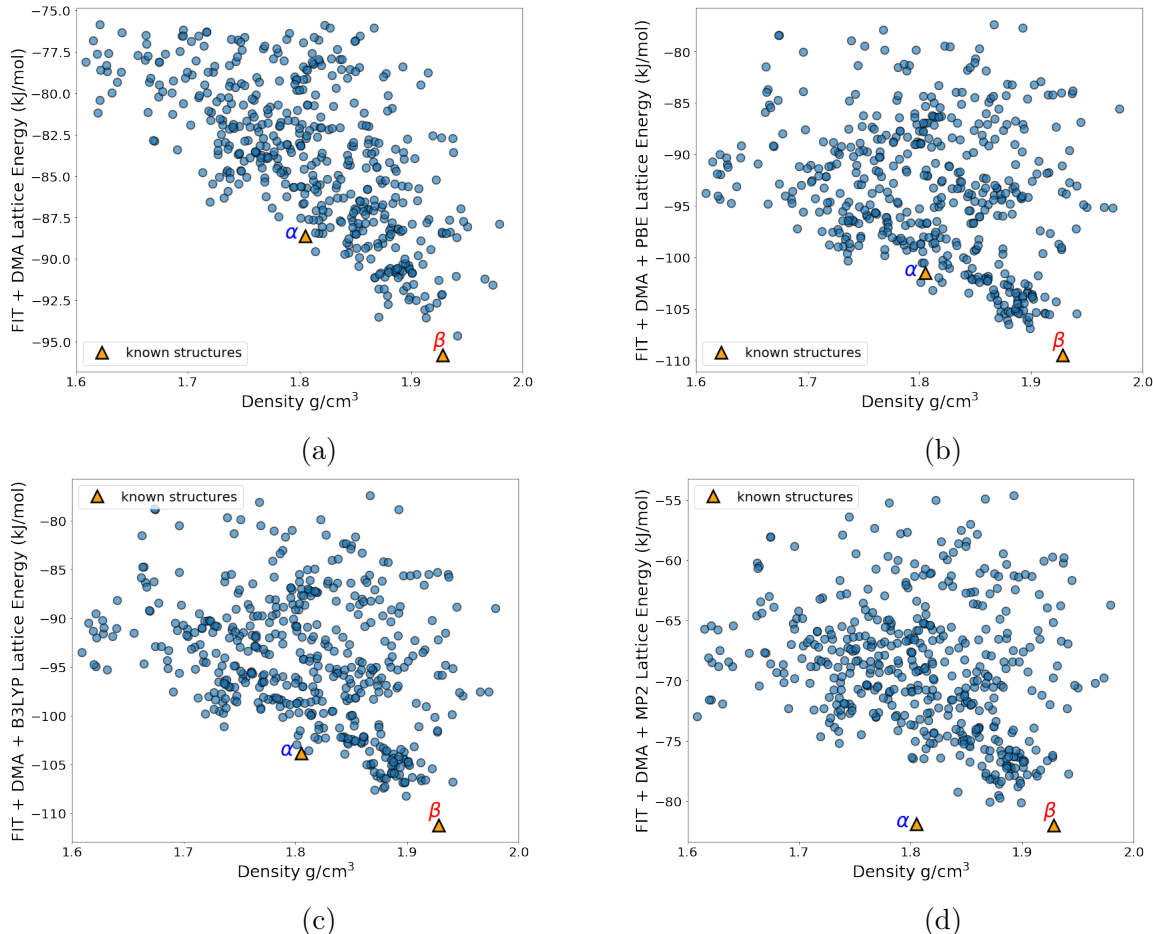 FIT + DMA Lattice Energy (kJ/mol)
−75.0
−77.5
−80.0
−82.5
−85.0
−87.5
−90.0
−92.5
−95.0
α
β
known structures
1.6 1.7 1.8 1.9 2.0
Density g/cm³
(a)
FIT + DMA + PBE Lattice Energy (kJ/mol)
−80
−85
−90
−95
−100
−105
−110
α
β
known structures
1.6 1.7 1.8 1.9 2.0
Density g/cm³
(b)
FIT + DMA + B3LYP Lattice Energy (kJ/mol)
known structures
−80
−85
−90
−95
−100
−105
−110
α
β
1.6 1.7 1.8 1.9 2.0
Density g/cm³
(c)
FIT + DMA + MP2 Lattice Energy (kJ/mol)
known structures
−55
−60
−65
−70
−75
−80
α
β
1.6 1.7 1.8 1.9 2.0
Density g/cm³
(d)